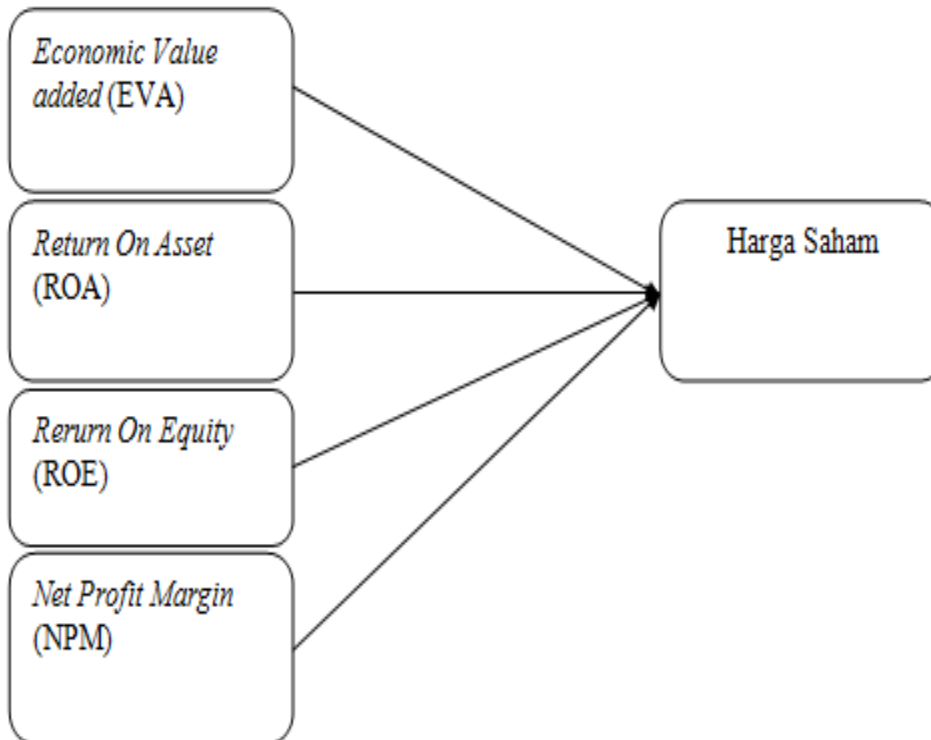 Economic Value
added (EVA)
Return On Asset
(ROA)
Rerurn On Equity
(ROE)
Net Profit Margin
(NPM)
Harga Saham